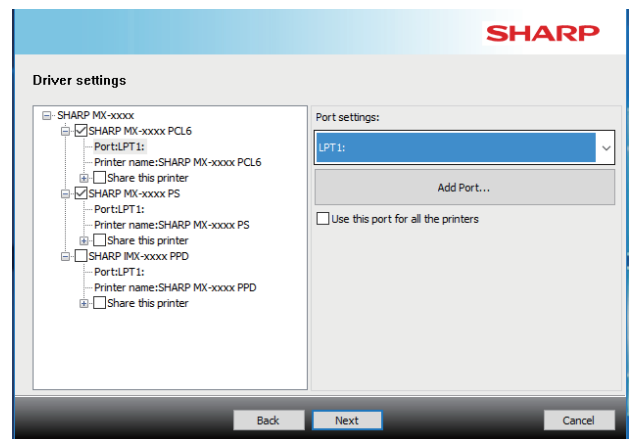 SHARP
Driver settings
SHARP MX-xxxx
SHARP MX-xxxx PCL6
Port:LPT1:
Printer name:SHARP MX-xxxx PCL6
Share this printer
SHARP MX-xxxx PS
Port:LPT1:
Printer name:SHARP MX-xxxx PS
Share this printer
SHARP IMX-xxxx PPD
Port:LPT1:
Printer name:SHARP MX-xxxx PPD
Share this printer
Port settings:
LPT1:
Add Port...
Use this port for all the printers
Back
Next
Cancel